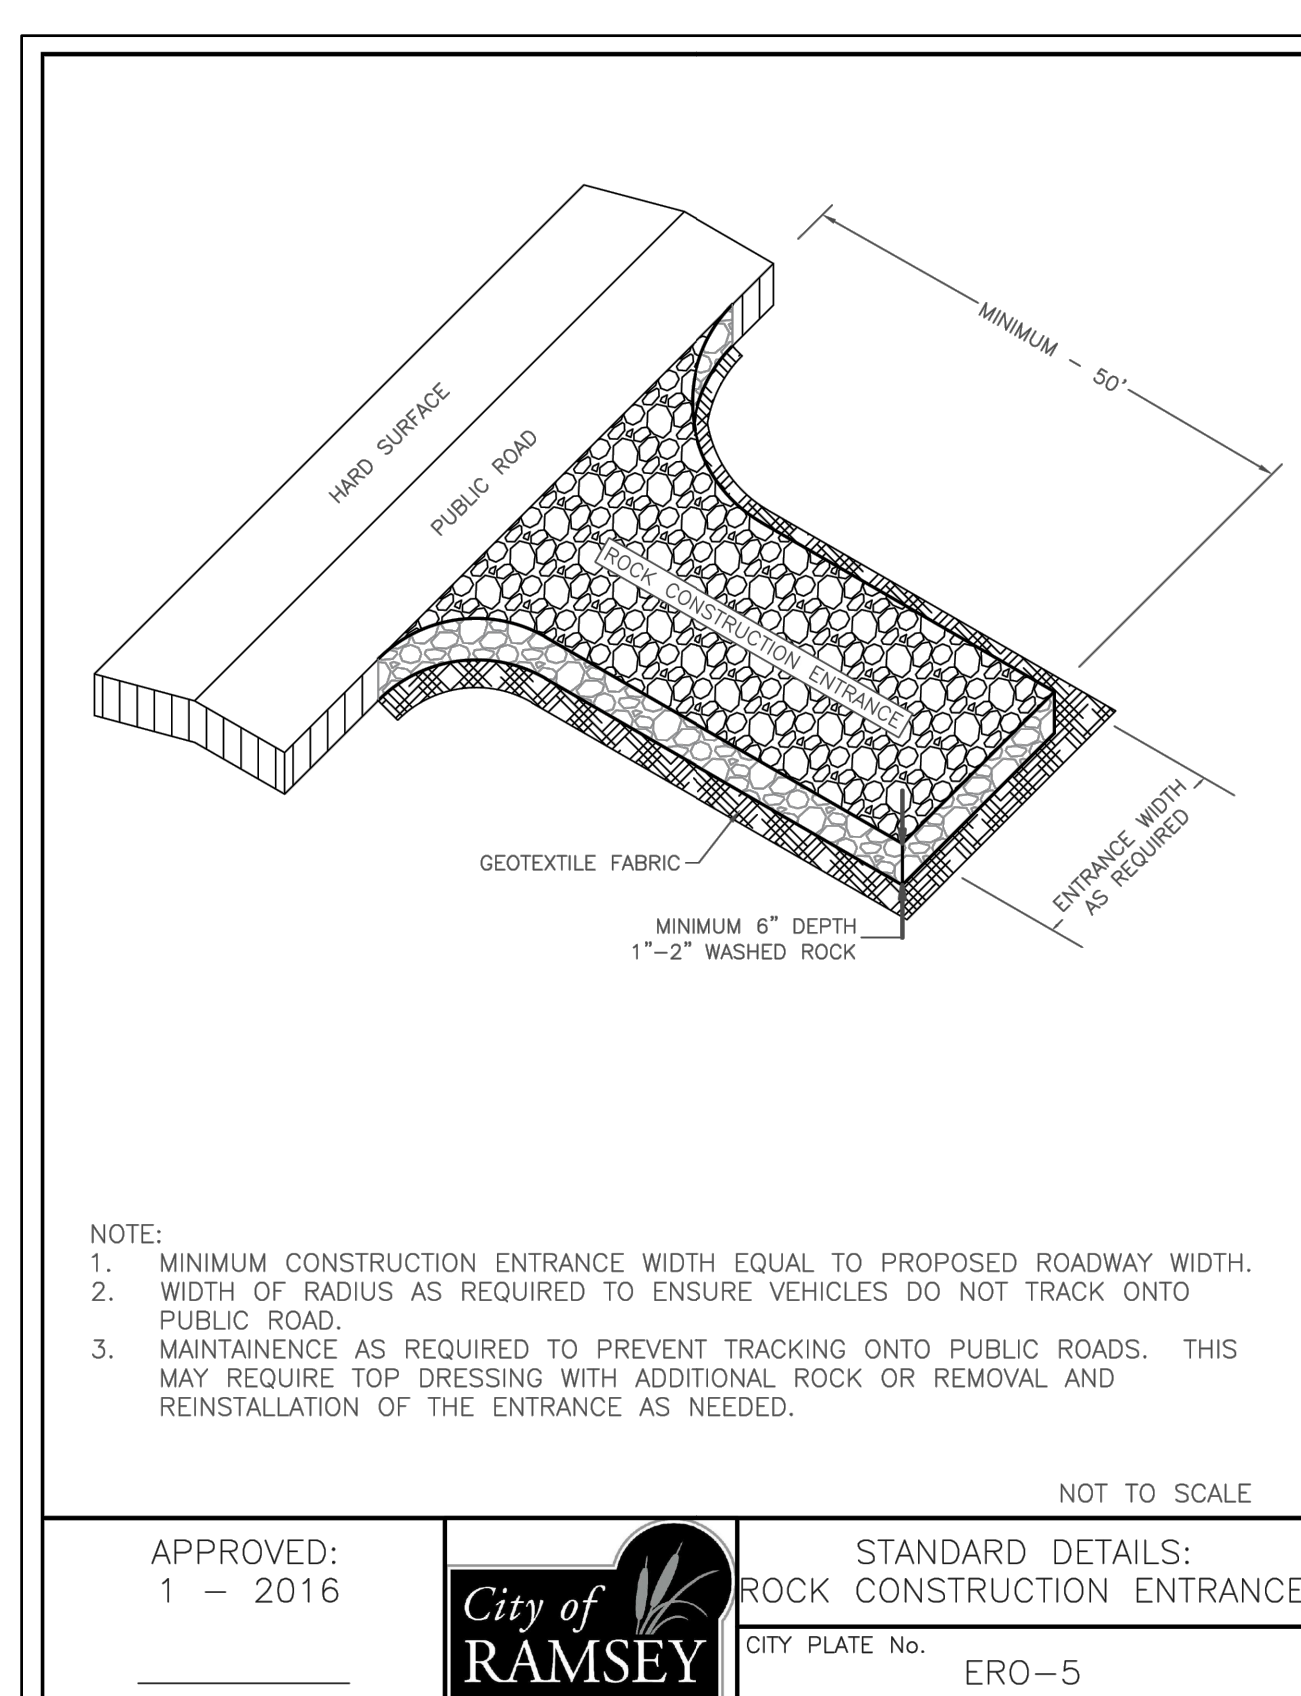 MINIMUM - 50'
HARD SURFACE
PUBLIC ROAD
ROCK CONSTRUCTION ENTRANCE
GEOTEXTILE FABRIC
MINIMUM 6" DEPTH
1"-2" WASHED ROCK
ENTRANCE WIDTH
AS REQUIRED
NOTE:
1. MINIMUM CONSTRUCTION ENTRANCE WIDTH EQUAL TO PROPOSED ROADWAY WIDTH.
2. WIDTH OF RADIUS AS REQUIRED TO ENSURE VEHICLES DO NOT TRACK ONTO
PUBLIC ROAD.
3. MAINTAINENCE AS REQUIRED TO PREVENT TRACKING ONTO PUBLIC ROADS. THIS
MAY REQUIRE TOP DRESSING WITH ADDITIONAL ROCK OR REMOVAL AND
REINSTALLATION OF THE ENTRANCE AS NEEDED.
NOT TO SCALE
APPROVED:
1 - 2016
City of
RAMSEY
STANDARD DETAILS:
ROCK CONSTRUCTION ENTRANCE
CITY PLATE No.
ERO-5